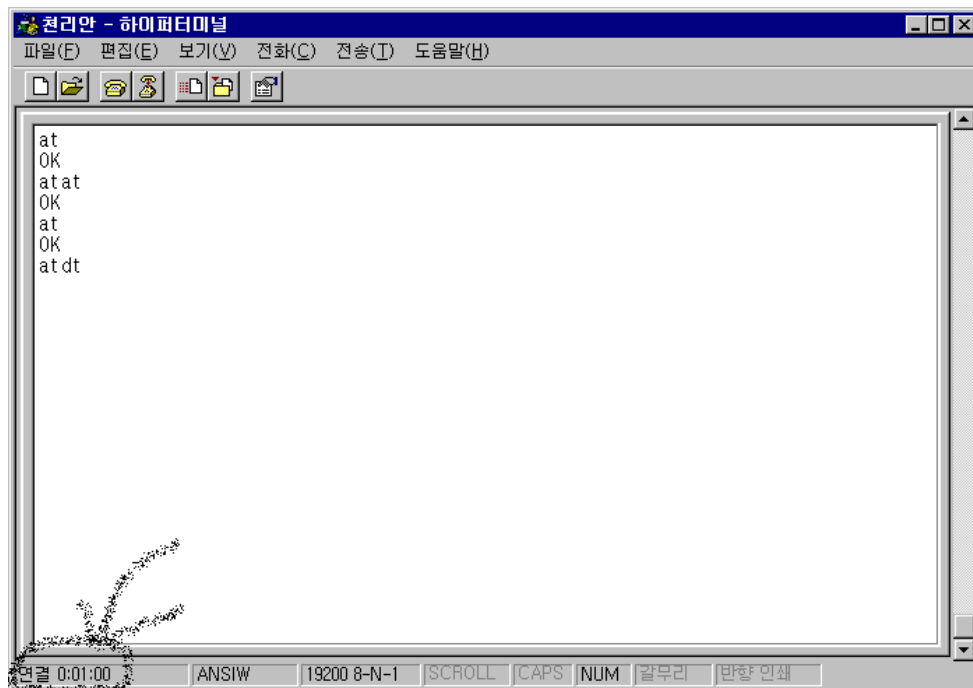 천리안 - 하이퍼터미널
파일(F) 편집(E) 보기(V) 전화(C) 전송(T) 도움말(H)
at
OK
atat
OK
at
OK
atdt
연결 0:01:00 ANSIW 19200 8-N-1 SCROLL CAPS NUM 갈무리 반향 인쇄